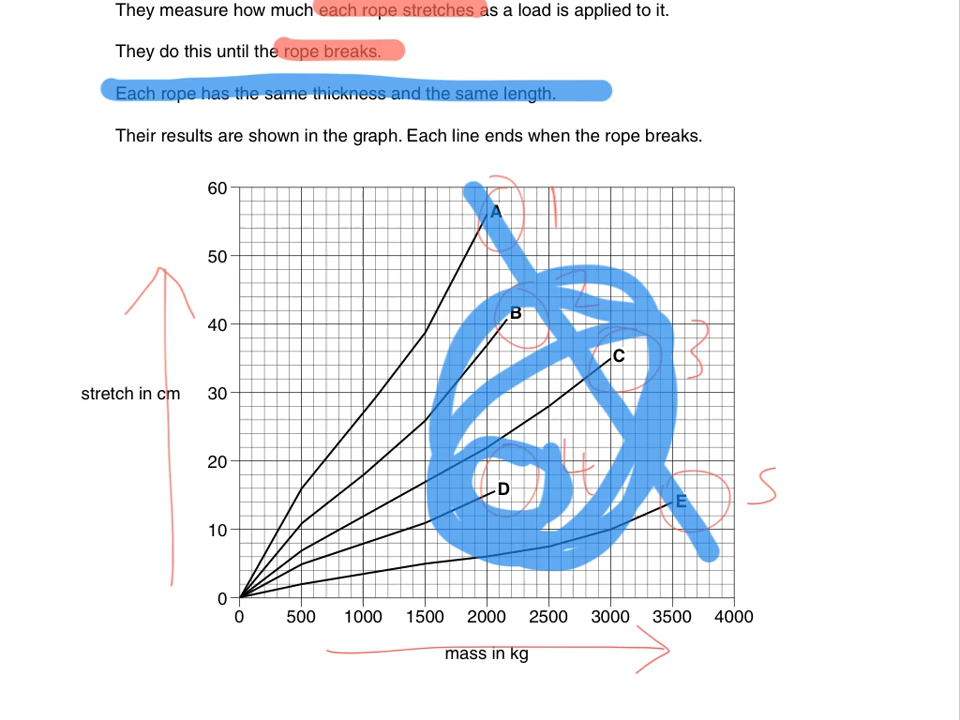 They measure how much each rope stretches as a load is applied to it.
They do this until the rope breaks.
Each rope has the same thickness and the same length.
Their results are shown in the graph. Each line ends when the rope breaks.
60
A 1
50
40
B 2
C 3
stretch in cm
30
20
D 4
E 5
10
0
0 500 1000 1500 2000 2500 3000 3500 4000
mass in kg